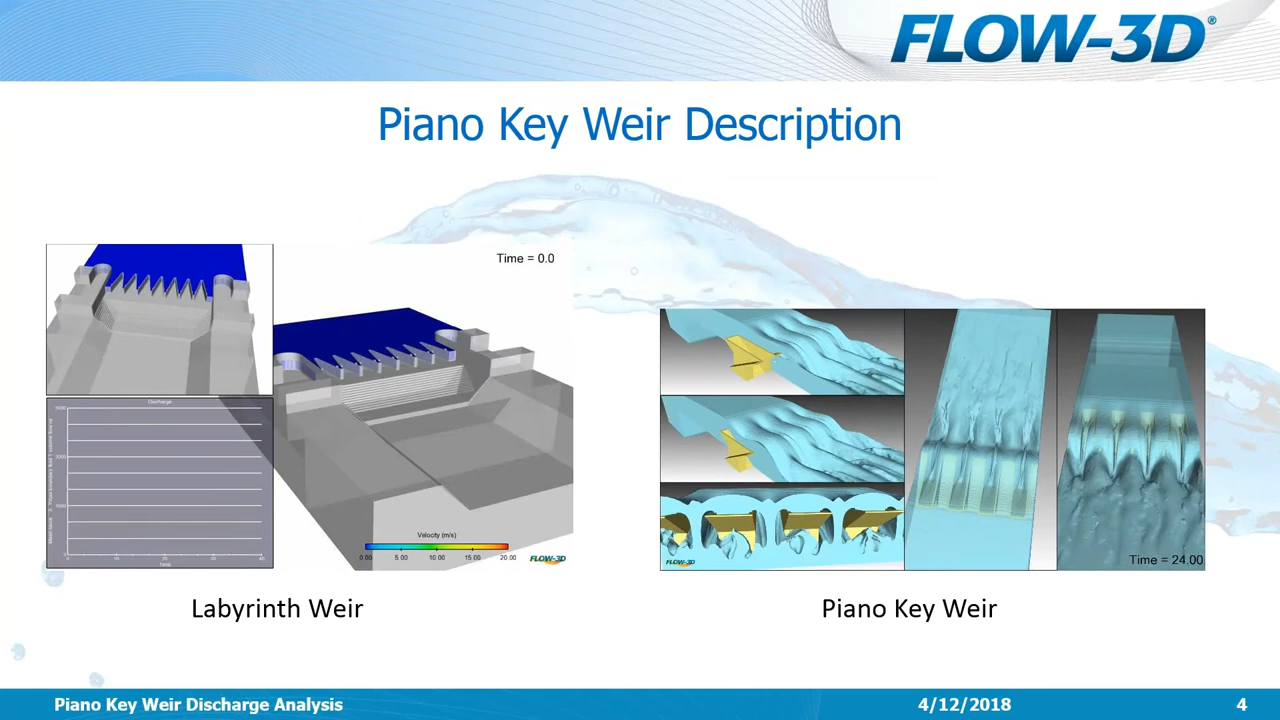 FLOW-3D®
Piano Key Weir Description
Time = 0.0
Discharge
Time
Velocity (m/s)
0.00 5.00 10.00 15.00 20.00
FLOW-3D
Labyrinth Weir
FLOW-3D
Time = 24.00
Piano Key Weir
Piano Key Weir Discharge Analysis
4/12/2018
4